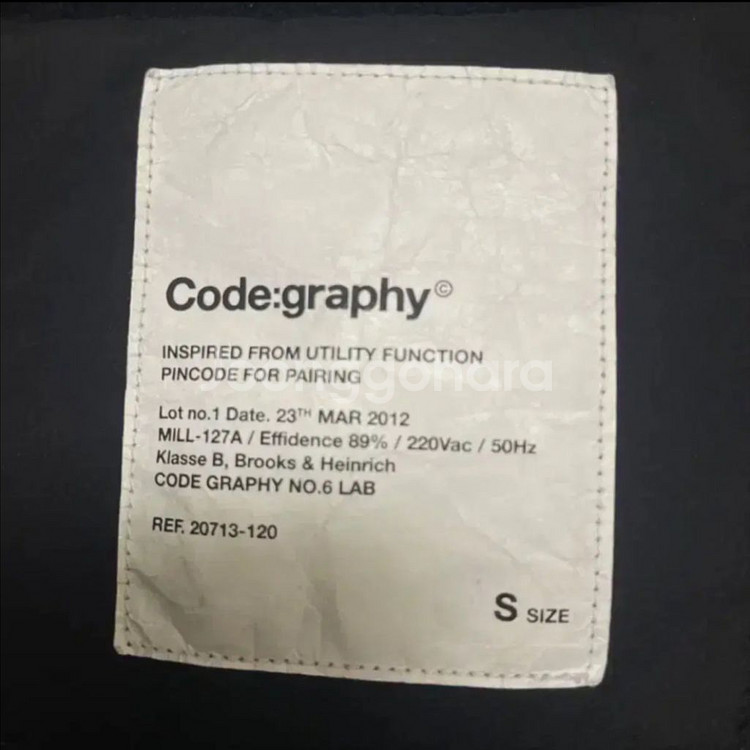 Code:graphy©
INSPIRED FROM UTILITY FUNCTION
PINCODE FOR PAIRING
joonggonara
Lot no.1 Date. 23TH MAR 2012
MILL-127A / Effidence 89% / 220Vac / 50Hz
Klasse B, Brooks & Heinrich
CODE GRAPHY NO.6 LAB
REF. 20713-120
S SIZE